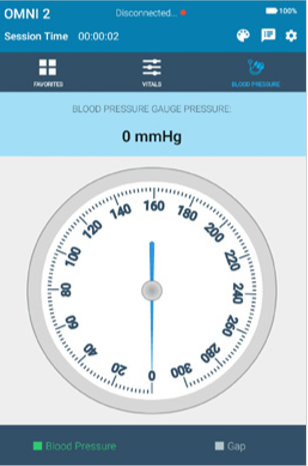 OMNI 2 Disconnected... 100%
Session Time 00:00:02
FAVORITES VITALS BLOOD PRESSURE
BLOOD PRESSURE GAUGE PRESSURE:
0 mmHg
0
20
40
60
80
100
120
140
160
180
200
220
240
260
280
300
Blood Pressure Gap